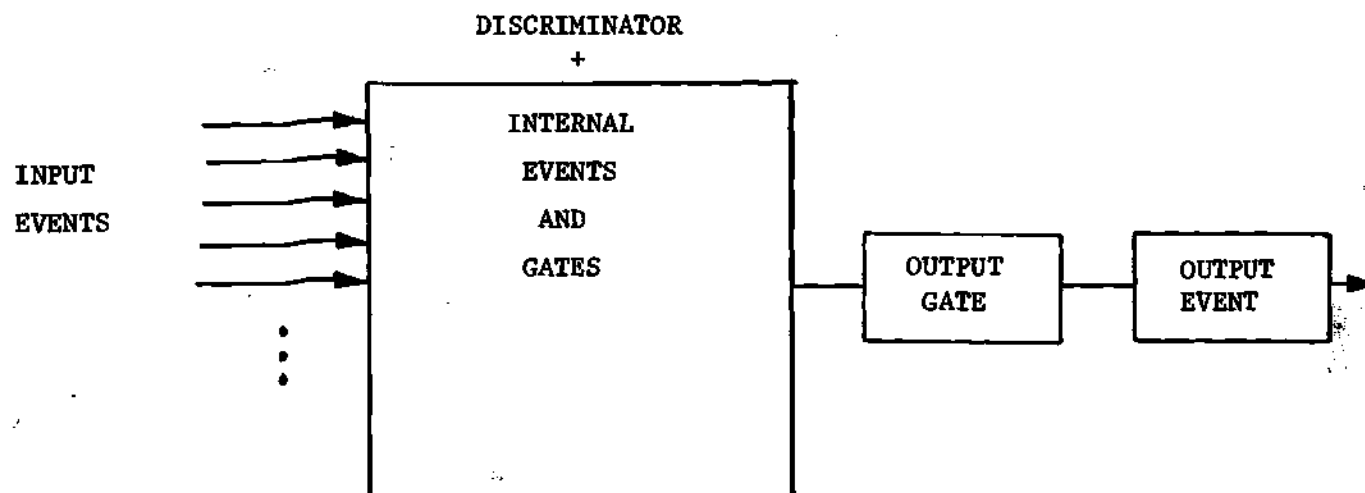 DISCRIMINATOR
+
INTERNAL
EVENTS
AND
GATES
INPUT
EVENTS
OUTPUT
GATE
OUTPUT
EVENT